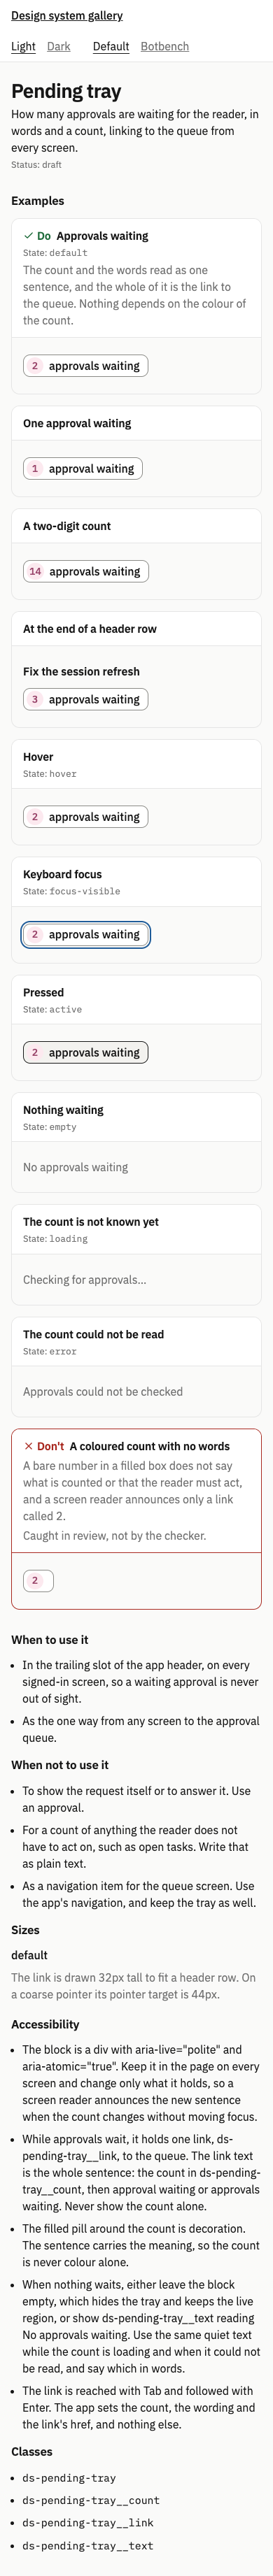 Design system gallery
Light Dark Default Botbench
Pending tray
How many approvals are waiting for the reader, in
words and a count, linking to the queue from
every screen.
Status: draft
Examples
✓ Do Approvals waiting
State: default
The count and the words read as one
sentence, and the whole of it is the link to
the queue. Nothing depends on the colour of
the count.
2 approvals waiting
One approval waiting
1 approval waiting
A two-digit count
14 approvals waiting
At the end of a header row
Fix the session refresh
3 approvals waiting
Hover
State: hover
2 approvals waiting
Keyboard focus
State: focus-visible
2 approvals waiting
Pressed
State: active
2 approvals waiting
Nothing waiting
State: empty
No approvals waiting
The count is not known yet
State: loading
Checking for approvals...
The count could not be read
State: error
Approvals could not be checked
✕ Don't A coloured count with no words
A bare number in a filled box does not say
what is counted or that the reader must act,
and a screen reader announces only a link
called 2.
Caught in review, not by the checker.
2
When to use it
• In the trailing slot of the app header, on every
signed-in screen, so a waiting approval is never
out of sight.
• As the one way from any screen to the approval
queue.
When not to use it
• To show the request itself or to answer it. Use
an approval.
• For a count of anything the reader does not
have to act on, such as open tasks. Write that
as plain text.
• As a navigation item for the queue screen. Use
the app's navigation, and keep the tray as well.
Sizes
default
The link is drawn 32px tall to fit a header row. On
a coarse pointer its pointer target is 44px.
Accessibility
• The block is a div with aria-live="polite" and
aria-atomic="true". Keep it in the page on every
screen and change only what it holds, so a
screen reader announces the new sentence
when the count changes without moving focus.
• While approvals wait, it holds one link, ds-
pending-tray__link, to the queue. The link text
is the whole sentence: the count in ds-pending-
tray__count, then approval waiting or approvals
waiting. Never show the count alone.
• The filled pill around the count is decoration.
The sentence carries the meaning, so the count
is never colour alone.
• When nothing waits, either leave the block
empty, which hides the tray and keeps the live
region, or show ds-pending-tray__text reading
No approvals waiting. Use the same quiet text
while the count is loading and when it could not
be read, and say which in words.
• The link is reached with Tab and followed with
Enter. The app sets the count, the wording and
the link's href, and nothing else.
Classes
• ds-pending-tray
• ds-pending-tray__count
• ds-pending-tray__link
• ds-pending-tray__text